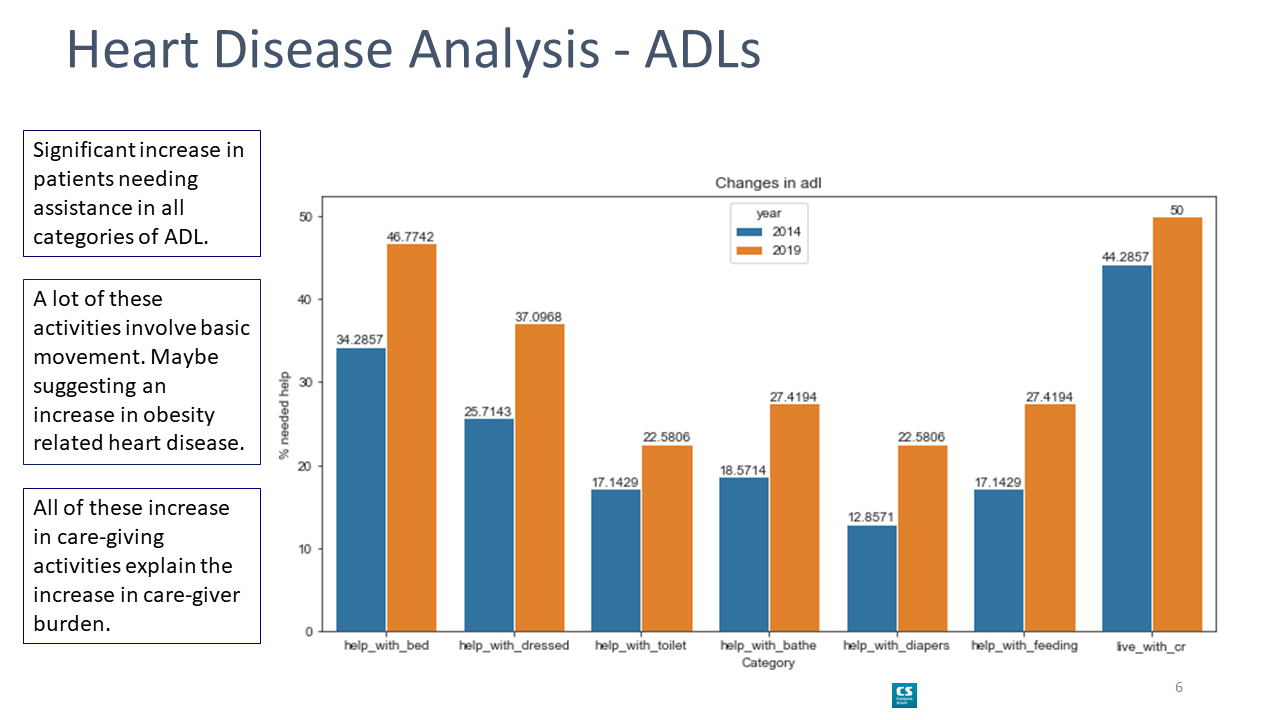 Heart Disease Analysis - ADLs
Significant increase in
patients needing
assistance in all
categories of ADL.
A lot of these
activities involve basic
movement. Maybe
suggesting an
increase in obesity
related heart disease.
All of these increase
in care-giving
activities explain the
increase in care-giver
burden.
Changes in adl
year
2014
2019
% needed help
50
40
30
20
10
0
34.2857
46.7742
25.7143
37.0968
17.1429
22.5806
18.5714
27.4194
12.8571
22.5806
17.1429
27.4194
44.2857
50
help_with_bed
help_with_dressed
help_with_toilet
help_with_bathe
help_with_diapers
help_with_feeding
live_with_cr
Category
CS
6